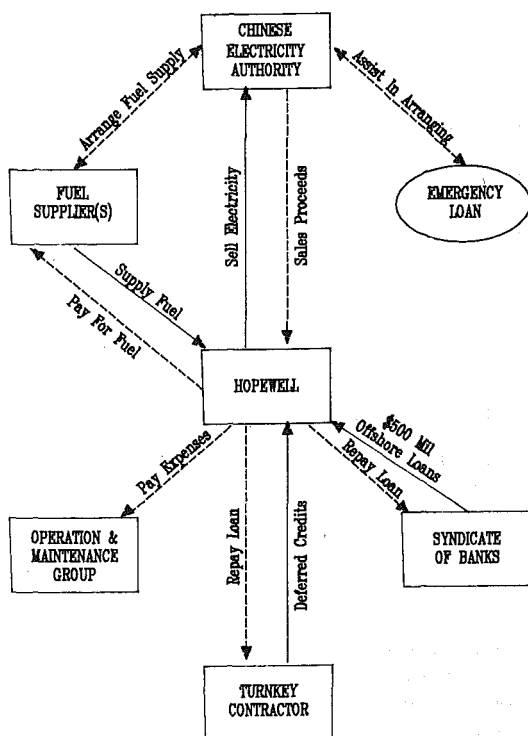 CHINESE
ELECTRICITY
AUTHORITY
Arrange Fuel Supply
Assist In Arranging
FUEL
SUPPLIER(S)
EMERGENCY
LOAN
Sell Electricity
Sales Proceeds
Supply Fuel
Pay For Fuel
HOPEWELL
$500 Mil
Offshore Loans
Repay Loan
Pay Expenses
Repay Loan
Deferred Credits
OPERATION &
MAINTENANCE
GROUP
SYNDICATE
OF BANKS
TURNKEY
CONTRACTOR